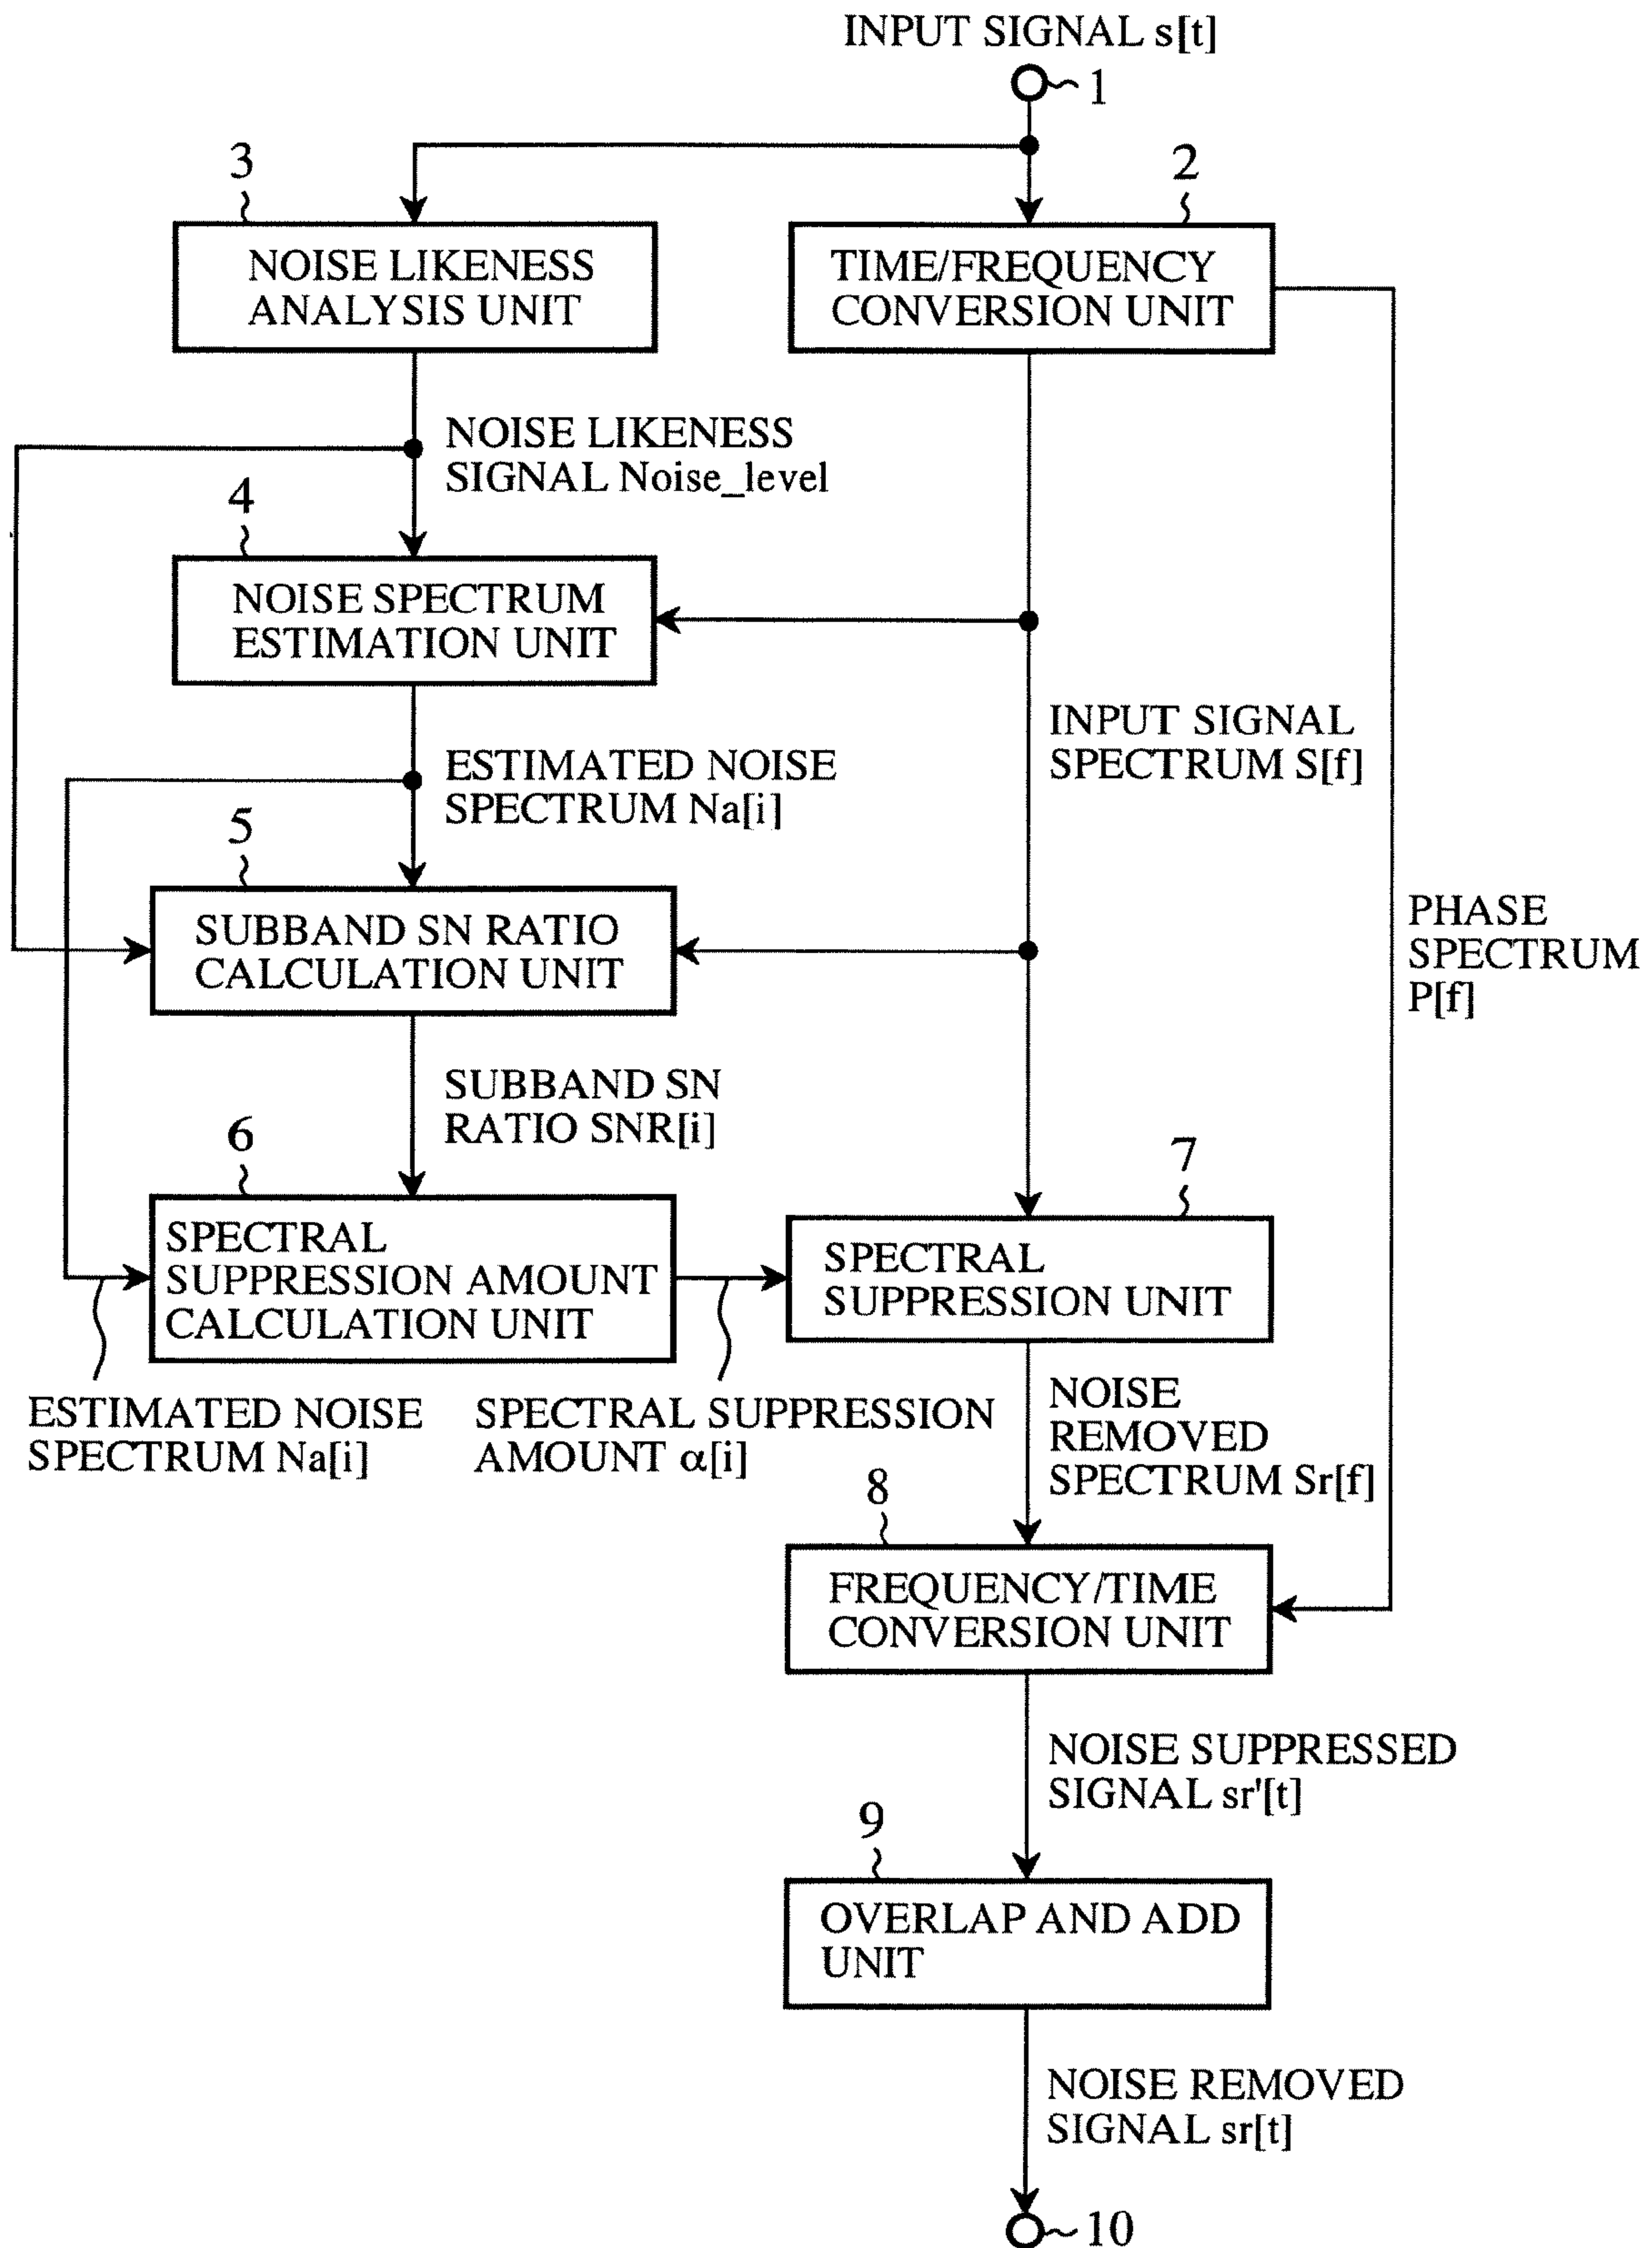 INPUT SIGNAL s[t]
1
3
2
NOISE LIKENESS
ANALYSIS UNIT
TIME/FREQUENCY
CONVERSION UNIT
NOISE LIKENESS
SIGNAL Noise_level
4
NOISE SPECTRUM
ESTIMATION UNIT
INPUT SIGNAL
SPECTRUM S[f]
ESTIMATED NOISE
SPECTRUM Na[i]
5
SUBBAND SN RATIO
CALCULATION UNIT
PHASE
SPECTRUM
P[f]
SUBBAND SN
RATIO SNR[i]
6
7
SPECTRAL
SUPPRESSION AMOUNT
CALCULATION UNIT
SPECTRAL
SUPPRESSION UNIT
ESTIMATED NOISE
SPECTRUM Na[i]
SPECTRAL SUPPRESSION
AMOUNT α[i]
NOISE
REMOVED
SPECTRUM Sr[f]
8
FREQUENCY/TIME
CONVERSION UNIT
NOISE SUPPRESSED
SIGNAL sr'[t]
9
OVERLAP AND ADD
UNIT
NOISE REMOVED
SIGNAL sr[t]
10